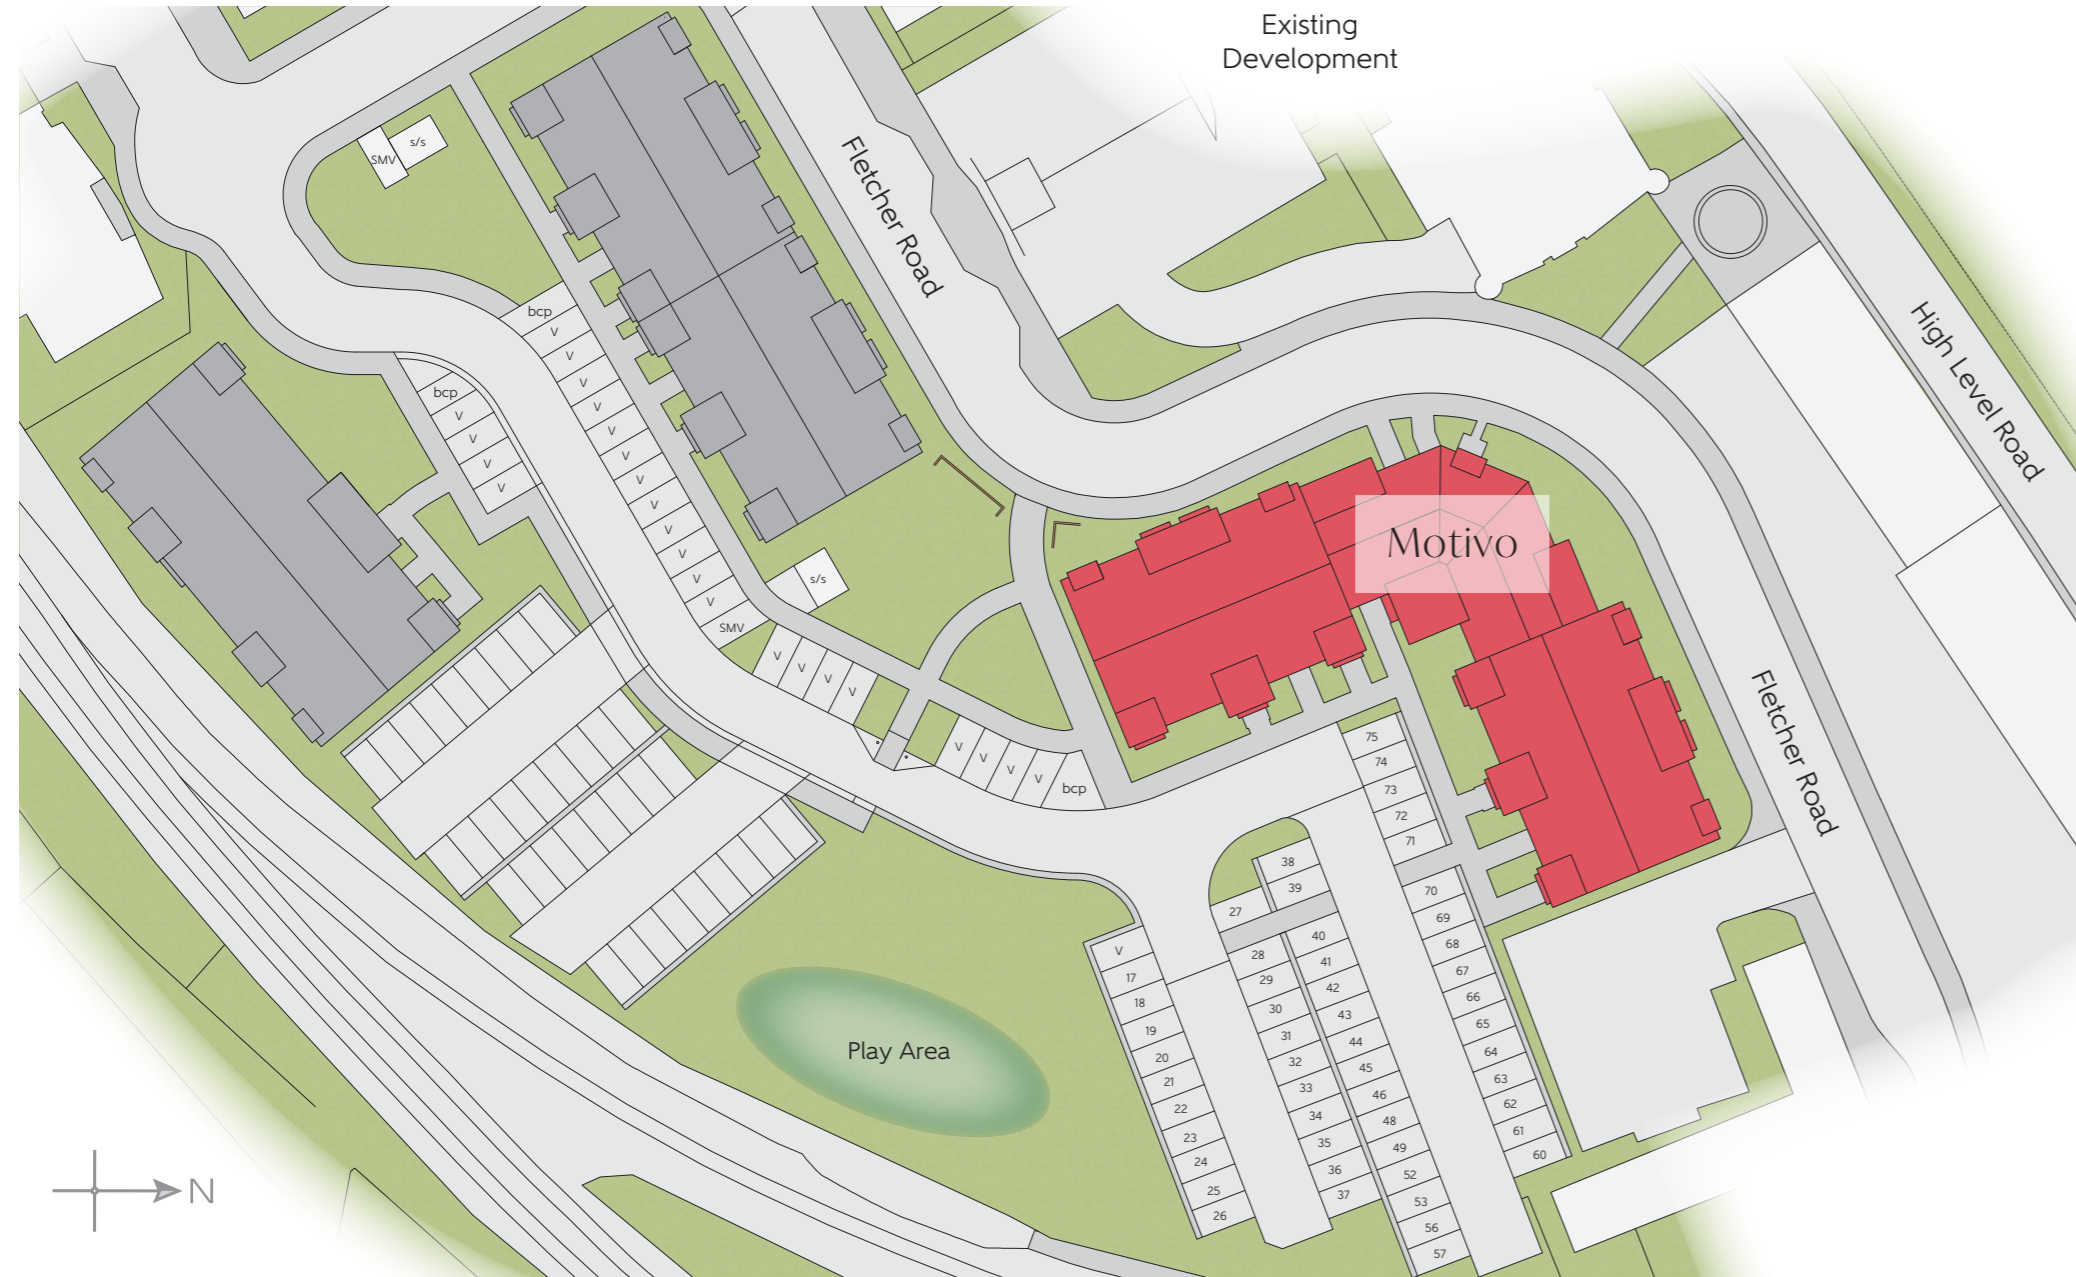 Existing
Development
s/s
SMV
Fletcher Road
High Level Road
bcp
V
V
V
V
V
V
V
V
V
V
V
V
SMV
bcp
V
V
V
V
Motivo
s/s
V
V
V
V
V
V
V
V
bcp
Fletcher Road
75
74
73
72
71
70
69
68
67
66
65
64
63
62
61
60
38
39
40
41
42
43
44
45
46
48
49
52
53
56
57
27
28
29
30
31
32
33
34
35
36
37
V
17
18
19
20
21
22
23
24
25
26
Play Area
N